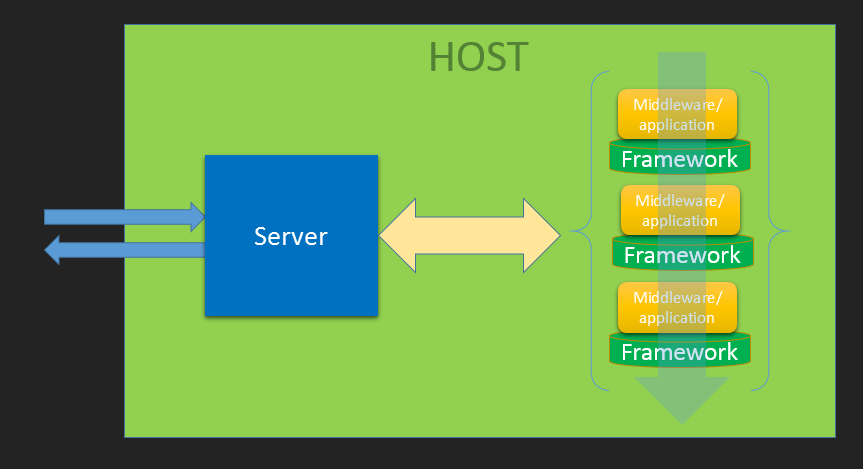 HOST
Server
Middleware/
application
Framework
Middleware/
application
Framework
Middleware/
application
Framework